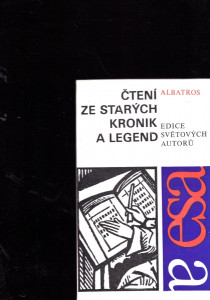 ČTENÍ
ZE STARÝCH
KRONIK
A LEGEND
ALBATROS
EDICE
SVĚTOVÝCH
AUTORŮ
esa
a